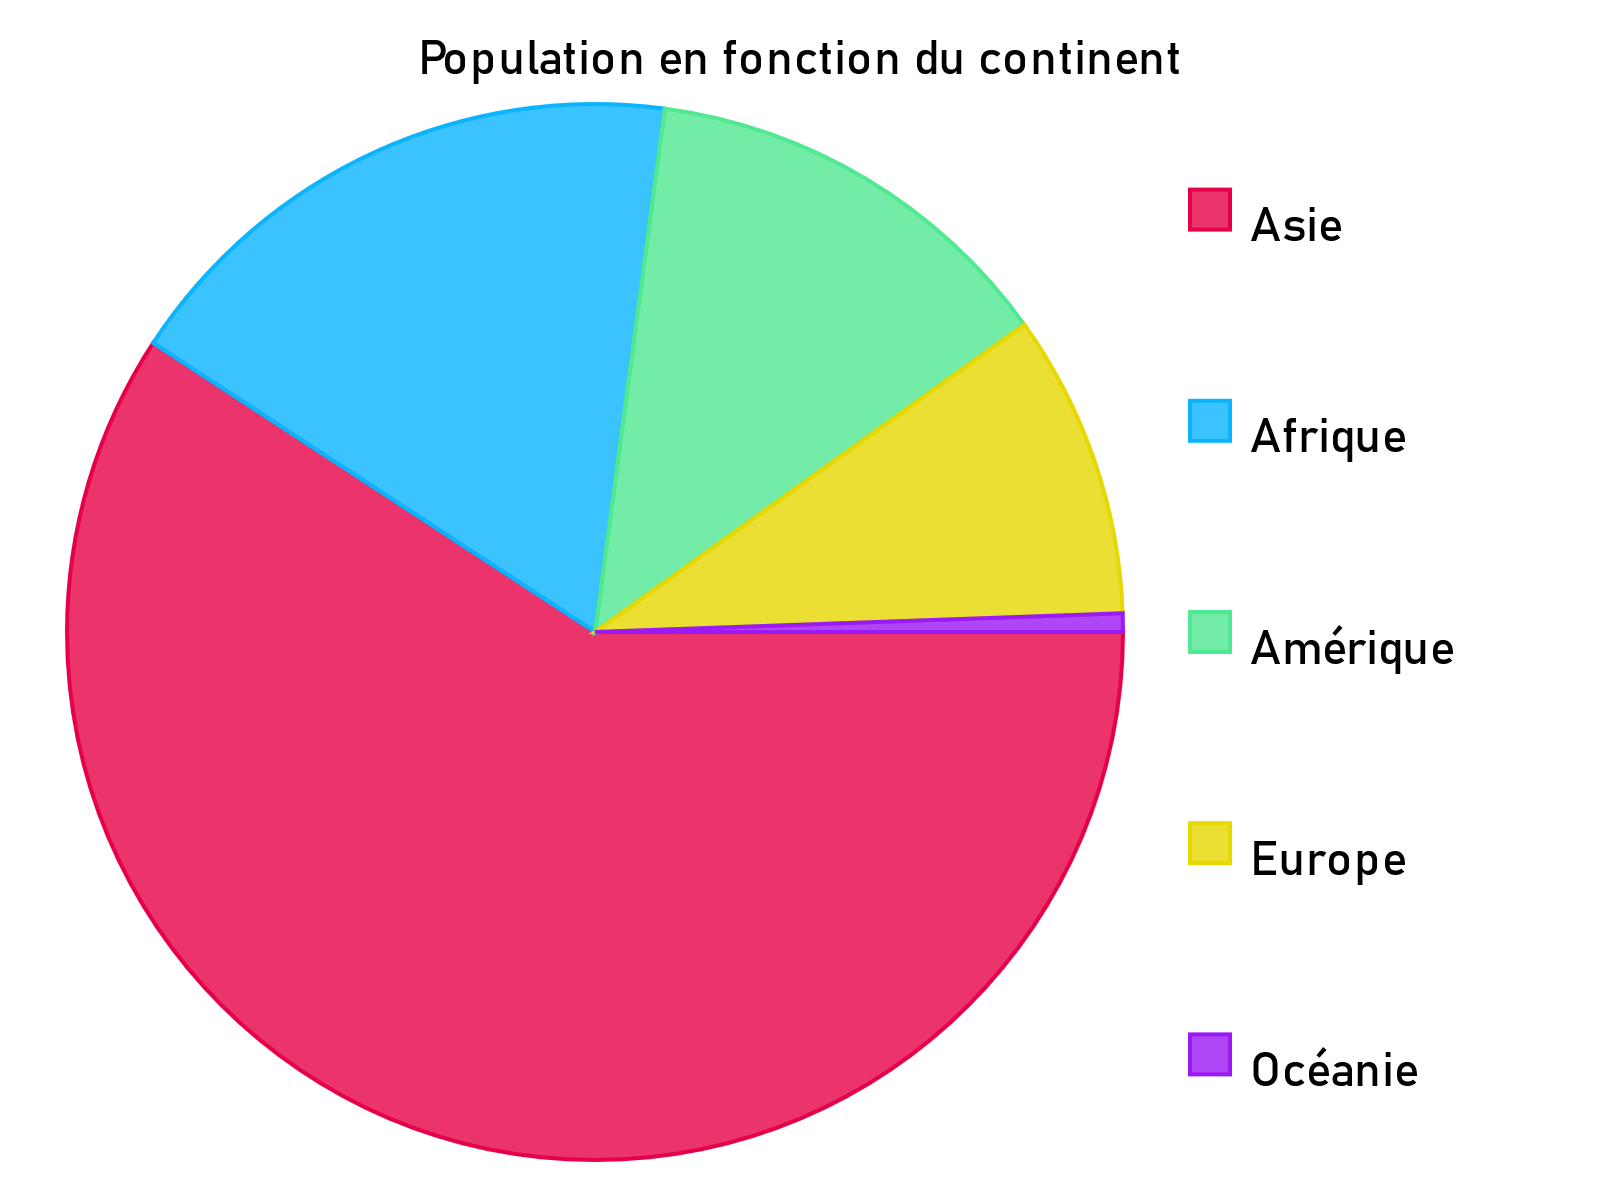 Population en fonction du continent
Asie
Afrique
Amérique
Europe
Océanie